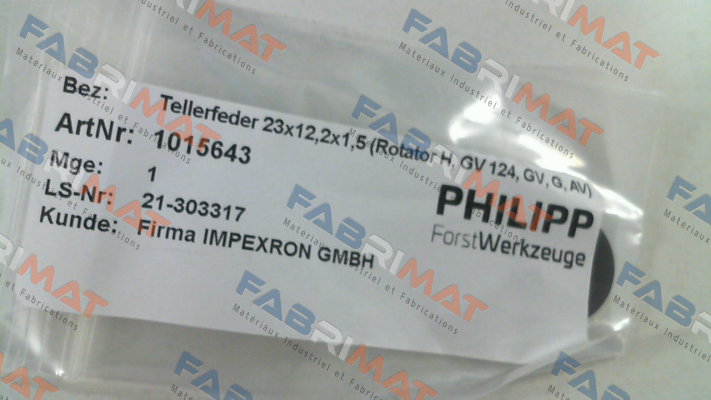 Bez: Tellerfeder 23x12,2x1,5 (Rotator H, GV 124, GV, G, AV)
ArtNr: 1015643
Mge: 1
LS-Nr: 21-303317
Kunde: Firma IMPEXRON GMBH
PHILIPP
ForstWerkzeuge
FABRIMAT
Matériaux Industriel et Fabrications